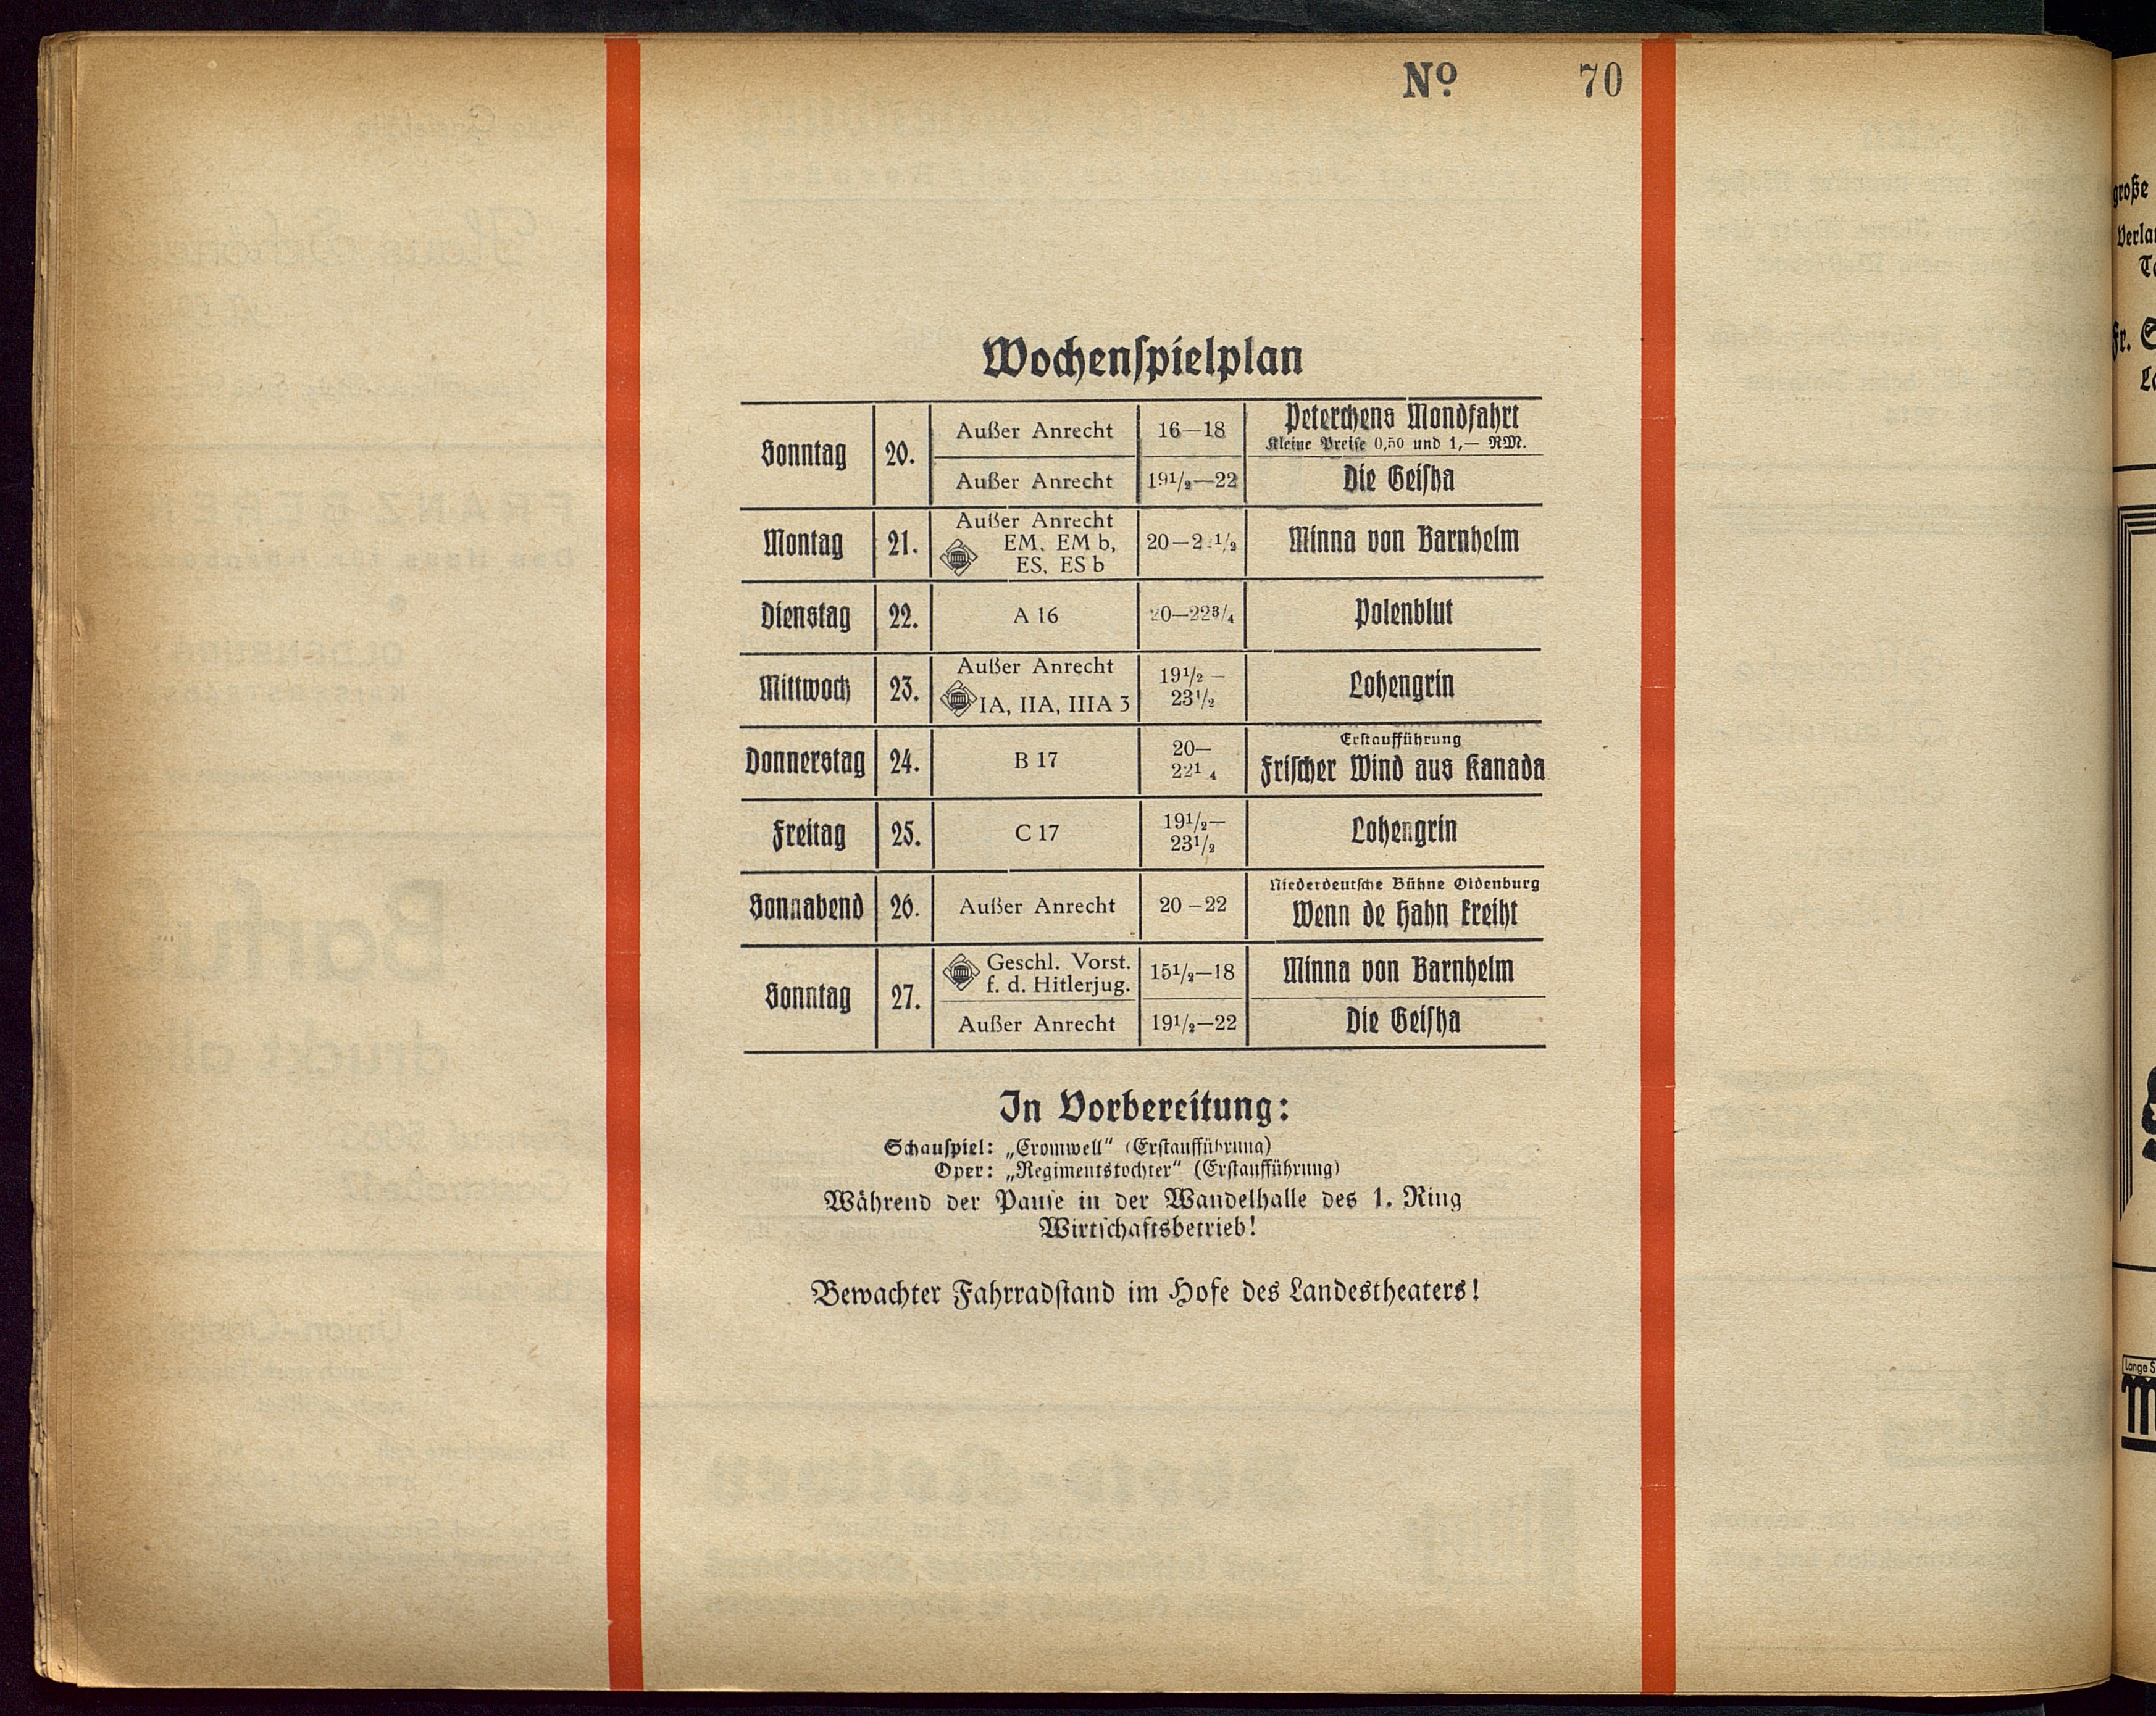 No 70
Wochenspielplan
Sonntag 20. Außer Anrecht 16—18 Peterchens Mondfahrt
Kleine Preise 0,50 und 1,— RM.
Außer Anrecht 19½—22 Die Geisha
Montag 21. Außer Anrecht
EM, EM b,
ES, ES b
20—2 ½ Minna von Barnhelm
Dienstag 22. A 16 20—22¾ Polenblut
Mittwoch 23. Außer Anrecht
IA, IIA, IIIA 3
19½ —
23½
Lohengrin
Donnerstag 24. B 17 20—
22¼
Erstaufführung
Frischer Wind aus Kanada
Freitag 25. C 17 19½—
23½
Lohengrin
Sonnabend 26. Außer Anrecht 20—22 Niederdeutsche Bühne Oldenburg
Wenn de Hahn kreiht
Sonntag 27. Geschl. Vorst.
f. d. Hitlerjug.
15½—18 Minna von Barnhelm
Außer Anrecht 19½—22 Die Geisha
In Vorbereitung:
Schauspiel: „Cromwell“ (Erstaufführung)
Oper: „Regimentstochter“ (Erstaufführung)
Während der Pause in der Wandelhalle des 1. Ring
Wirtschaftsbetrieb!
Bewachter Fahrradstand im Hofe des Landestheaters!
große
Fr.
Lange